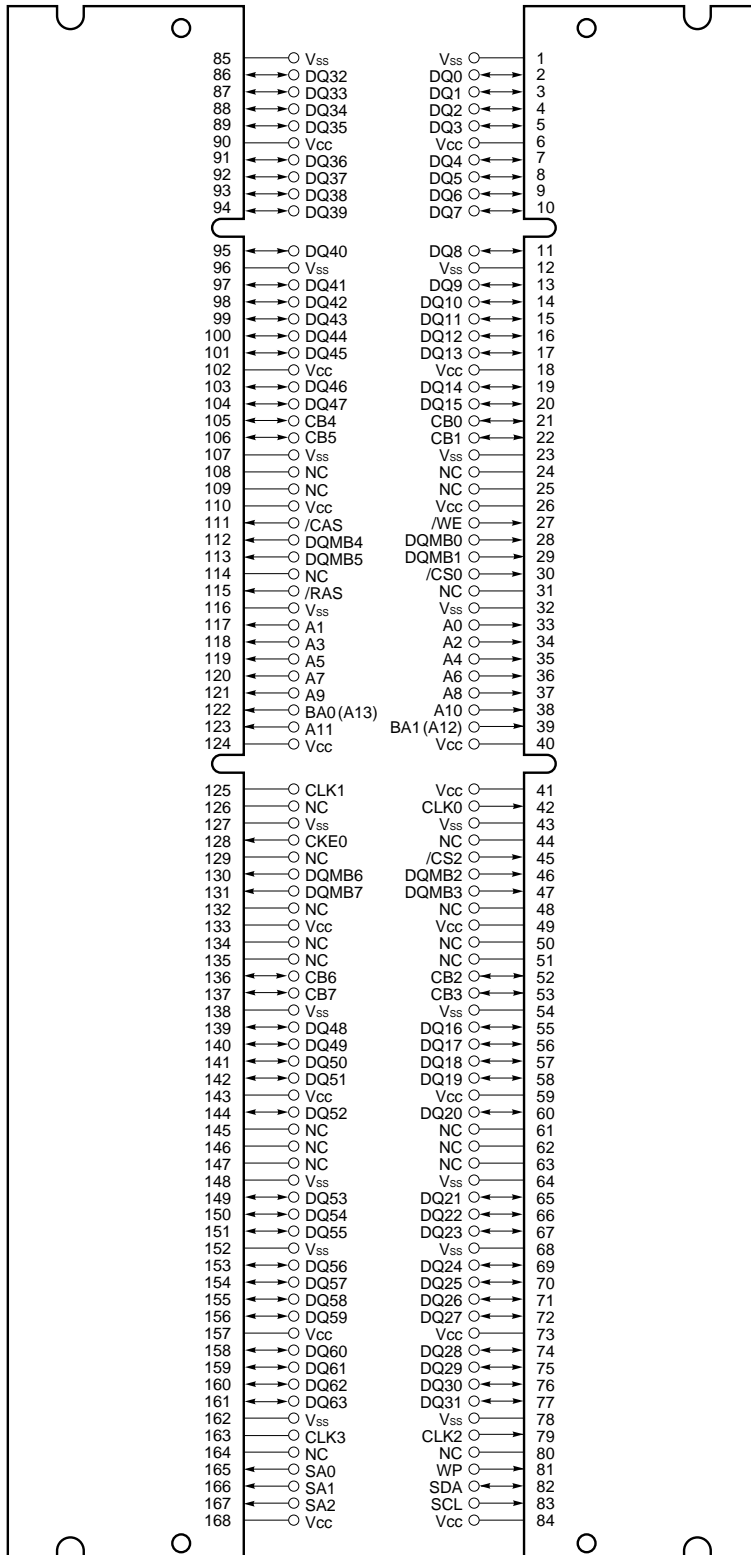 85 Vss Vss 1
86 DQ32 DQ0 2
87 DQ33 DQ1 3
88 DQ34 DQ2 4
89 DQ35 DQ3 5
90 Vcc Vcc 6
91 DQ36 DQ4 7
92 DQ37 DQ5 8
93 DQ38 DQ6 9
94 DQ39 DQ7 10
95 DQ40 DQ8 11
96 Vss Vss 12
97 DQ41 DQ9 13
98 DQ42 DQ10 14
99 DQ43 DQ11 15
100 DQ44 DQ12 16
101 DQ45 DQ13 17
102 Vcc Vcc 18
103 DQ46 DQ14 19
104 DQ47 DQ15 20
105 CB4 CB0 21
106 CB5 CB1 22
107 Vss Vss 23
108 NC NC 24
109 NC NC 25
110 Vcc Vcc 26
111 /CAS /WE 27
112 DQMB4 DQMB0 28
113 DQMB5 DQMB1 29
114 NC /CS0 30
115 /RAS NC 31
116 Vss Vss 32
117 A1 A0 33
118 A3 A2 34
119 A5 A4 35
120 A7 A6 36
121 A9 A8 37
122 BA0 (A13) A10 38
123 A11 BA1 (A12) 39
124 Vcc Vcc 40
125 CLK1 Vcc 41
126 NC CLK0 42
127 Vss Vss 43
128 CKE0 NC 44
129 NC /CS2 45
130 DQMB6 DQMB2 46
131 DQMB7 DQMB3 47
132 NC NC 48
133 Vcc Vcc 49
134 NC NC 50
135 NC NC 51
136 CB6 CB2 52
137 CB7 CB3 53
138 Vss Vss 54
139 DQ48 DQ16 55
140 DQ49 DQ17 56
141 DQ50 DQ18 57
142 DQ51 DQ19 58
143 Vcc Vcc 59
144 DQ52 DQ20 60
145 NC NC 61
146 NC NC 62
147 NC NC 63
148 Vss Vss 64
149 DQ53 DQ21 65
150 DQ54 DQ22 66
151 DQ55 DQ23 67
152 Vss Vss 68
153 DQ56 DQ24 69
154 DQ57 DQ25 70
155 DQ58 DQ26 71
156 DQ59 DQ27 72
157 Vcc Vcc 73
158 DQ60 DQ28 74
159 DQ61 DQ29 75
160 DQ62 DQ30 76
161 DQ63 DQ31 77
162 Vss Vss 78
163 CLK3 CLK2 79
164 NC NC 80
165 SA0 WP 81
166 SA1 SDA 82
167 SA2 SCL 83
168 Vcc Vcc 84